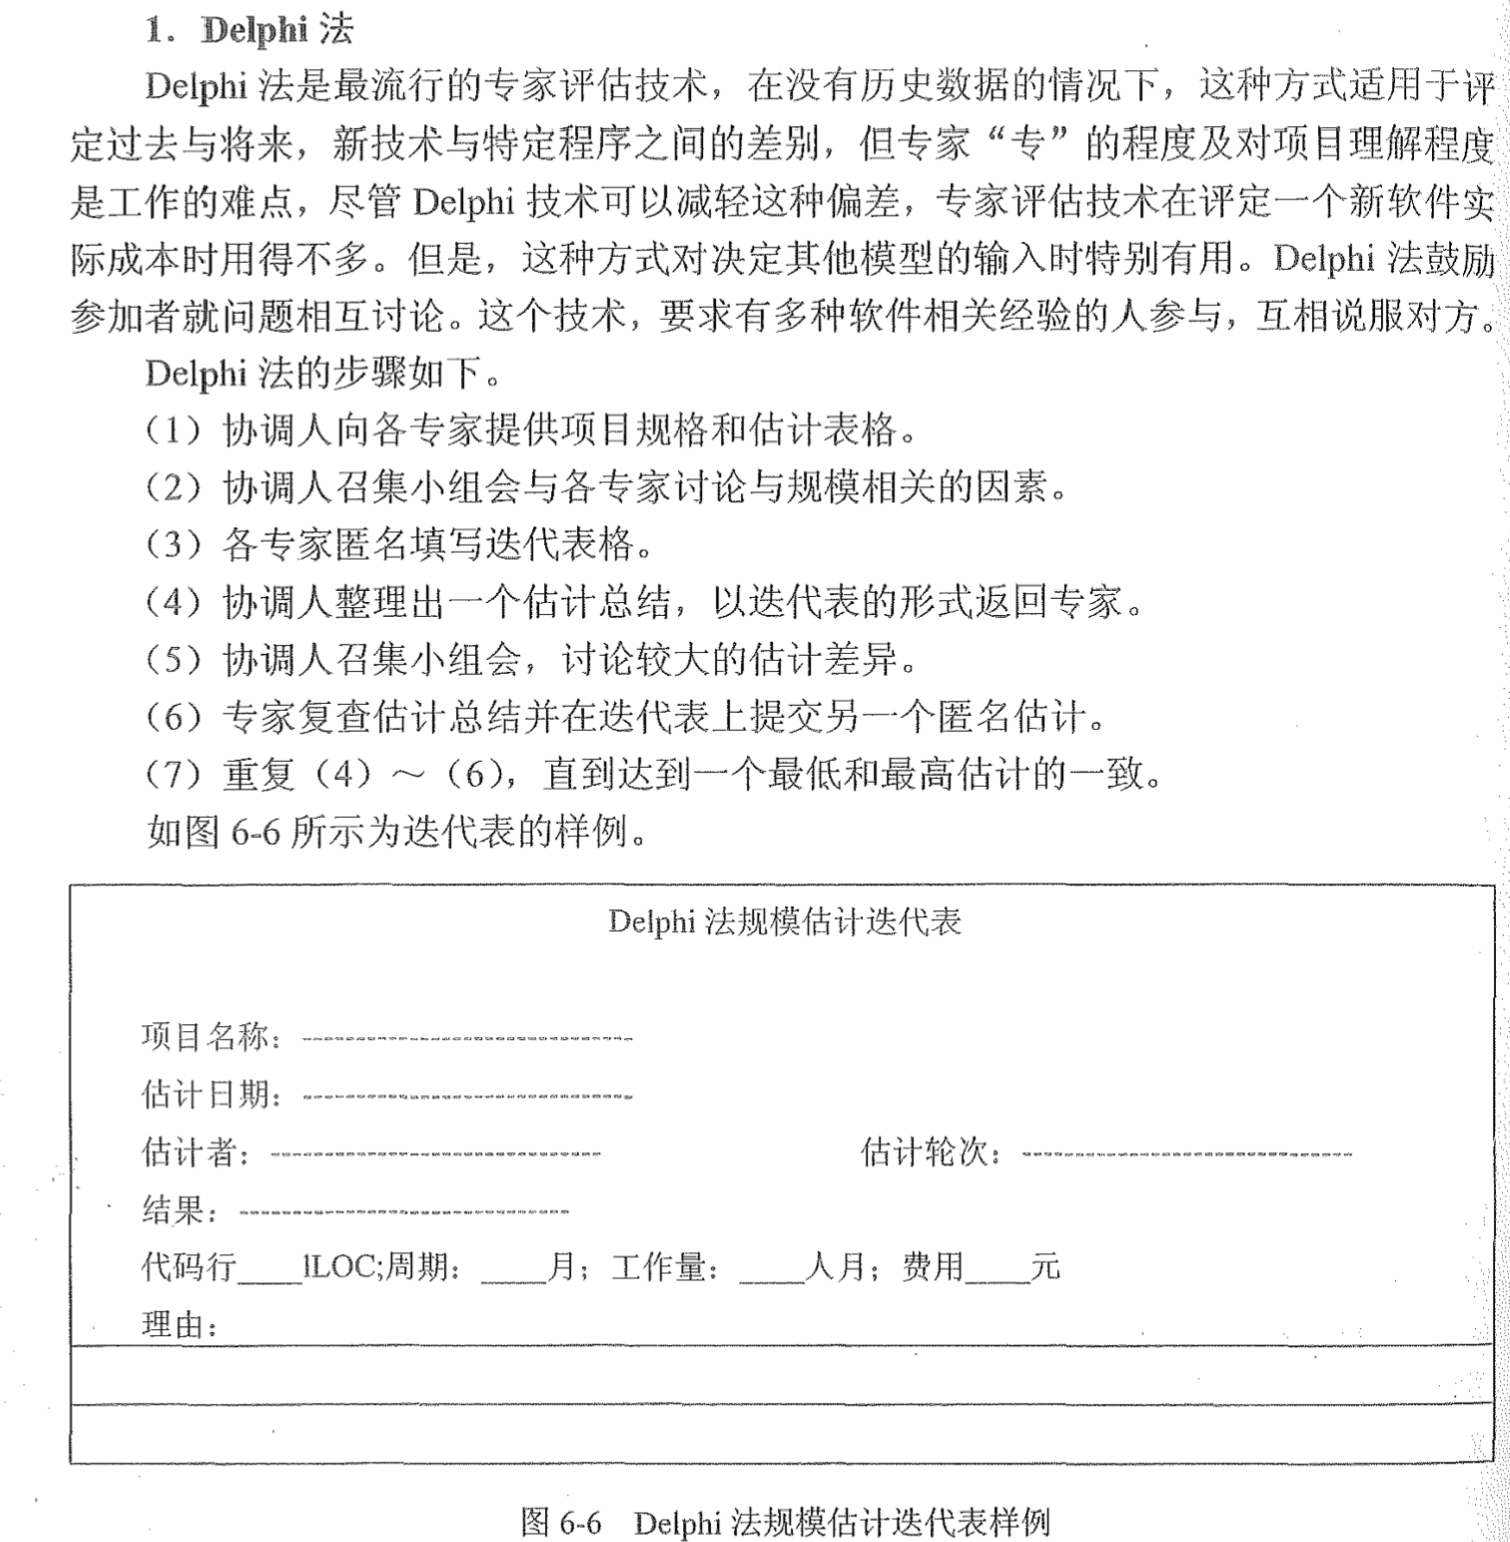 1. Delphi 法
Delphi 法是最流行的专家评估技术，在没有历史数据的情况下，这种方式适用于评
定过去与将来，新技术与特定程序之间的差别，但专家“专”的程度及对项目理解程度
是工作的难点，尽管 Delphi 技术可以减轻这种偏差，专家评估技术在评定一个新软件实
际成本时用得不多。但是，这种方式对决定其他模型的输入时特别有用。Delphi 法鼓励
参加者就问题相互讨论。这个技术，要求有多种软件相关经验的人参与，互相说服对方。
Delphi 法的步骤如下。
（1）协调人向各专家提供项目规格和估计表格。
（2）协调人召集小组会与各专家讨论与规模相关的因素。
（3）各专家匿名填写迭代表格。
（4）协调人整理出一个估计总结，以迭代表的形式返回专家。
（5）协调人召集小组会，讨论较大的估计差异。
（6）专家复查估计总结并在迭代表上提交另一个匿名估计。
（7）重复（4）～（6），直到达到一个最低和最高估计的一致。
如图 6-6 所示为迭代表的样例。
Delphi 法规模估计迭代表
项目名称：-------------------------------
估计日期：-------------------------------
估计者：------------------------------- 估计轮次：-------------------------------
结果：-------------------------------
代码行____lLOC;周期：____月；工作量：____人月；费用____元
理由：
图 6-6 Delphi 法规模估计迭代表样例